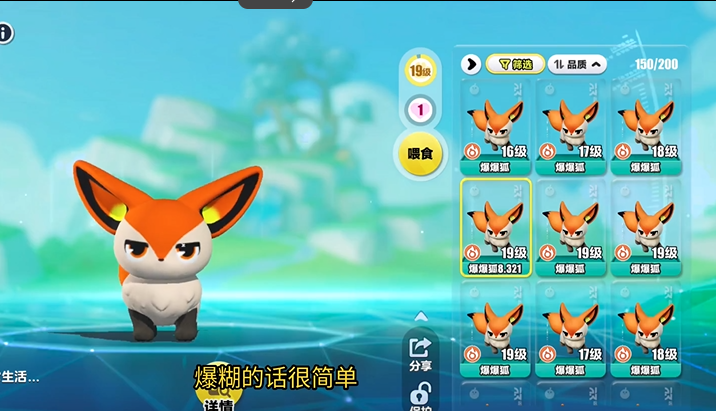 i
19级
1
喂食
筛选
品质
150/200
16级
17级
18级
爆爆狐
爆爆狐
爆爆狐
19级
19级
19级
爆爆狐8.321
爆爆狐
爆爆狐
19级
17级
18级
爆爆狐
爆爆狐
爆爆狐
分享
保护
生活...
爆糊的话很简单
详情